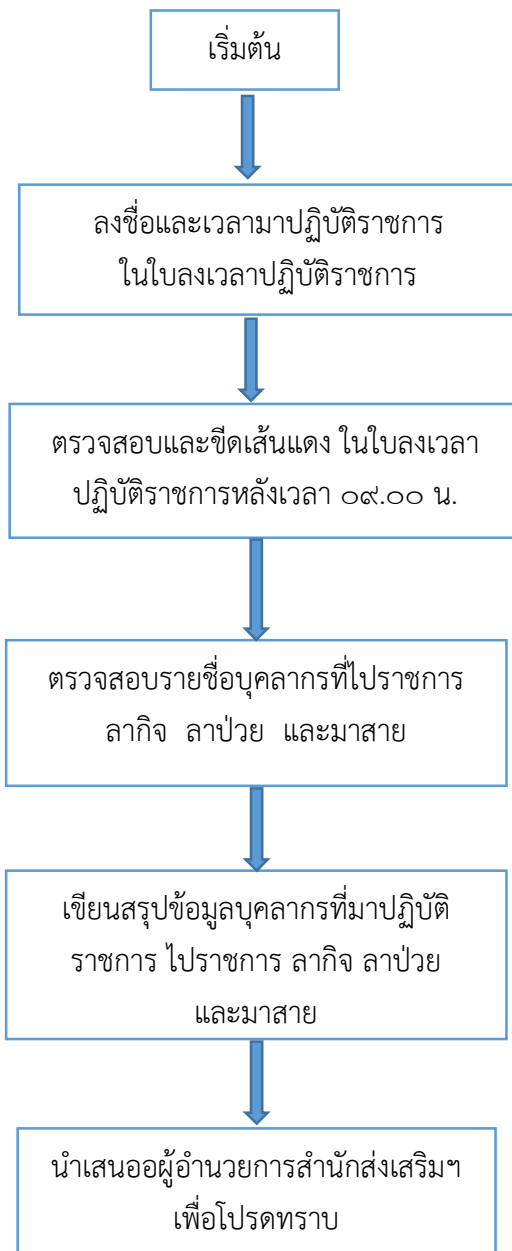 เริ่มต้น
ลงชื่อและเวลามาปฏิบัติราชการ
ในใบลงเวลาปฏิบัติราชการ
ตรวจสอบและขีดเส้นแดง ในใบลงเวลา
ปฏิบัติราชการหลังเวลา ๐๙.๐๐ น.
ตรวจสอบรายชื่อบุคลากรที่ไปราชการ
ลากิจ ลาป่วย และมาสาย
เขียนสรุปข้อมูลบุคลากรที่มาปฏิบัติ
ราชการ ไปราชการ ลากิจ ลาป่วย
และมาสาย
นำเสนออผู้อำนวยการสำนักส่งเสริมฯ
เพื่อโปรดทราบ